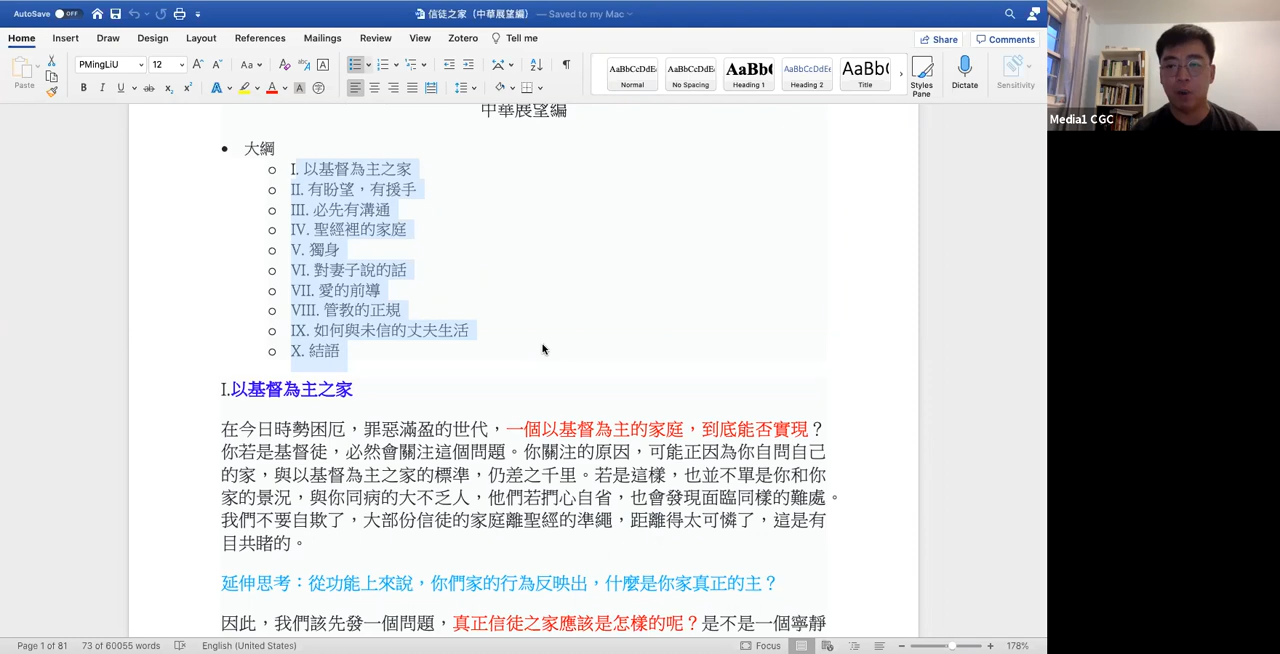 AutoSave OFF
信徒之家（中華展望編） — Saved to my Mac
Home Insert Draw Design Layout References Mailings Review View Zotero Tell me
Share Comments
Paste
PMingLiU 12
AaBbCcDdEe AaBbCcDdEe AaBbC AaBbCcDdEe AaBbC
Normal No Spacing Heading 1 Heading 2 Title
Styles Pane
Dictate
Sensitivity
Media1 CGC
中華展望編
• 大綱
I. 以基督為主之家
II. 有盼望，有援手
III. 必先有溝通
IV. 聖經裡的家庭
V. 獨身
VI. 對妻子說的話
VII. 愛的前導
VIII. 管教的正規
IX. 如何與未信的丈夫生活
X. 結語
I.以基督為主之家
在今日時勢困厄，罪惡滿盈的世代，一個以基督為主的家庭，到底能否實現？
你若是基督徒，必然會關注這個問題。你關注的原因，可能正因為你自問自己
的家，與以基督為主之家的標準，仍差之千里。若是這樣，也並不單是你和你
家的景況，與你同病的大不乏人，他們若捫心自省，也會發現面臨同樣的難處。
我們不要自欺了，大部份信徒的家庭離聖經的準繩，距離得太可憐了，這是有
目共睹的。
延伸思考：從功能上來說，你們家的行為反映出，什麼是你家真正的主？
因此，我們該先發一個問題，真正信徒之家應該是怎樣的呢？是不是一個寧靜
Page 1 of 81 73 of 60055 words English (United States) Focus 178%